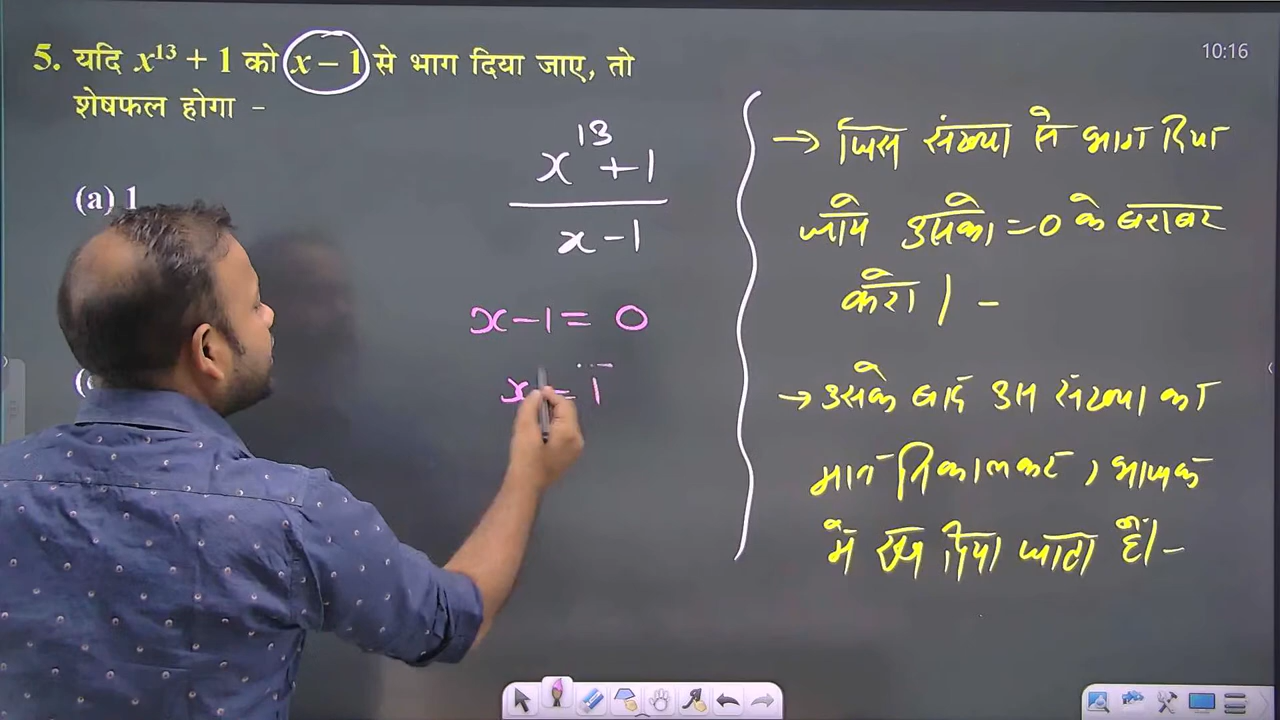 5. यदि x¹³ + 1 को x – 1 से भाग दिया जाए, तो
शेषफल होगा –
(a) 1
x¹³ + 1
x – 1
x – 1 = 0
x = 1
10:16
→ जिस संख्या से भाग दिया
जाये उसको = 0 के बराबर
करेगा । –
→ उसके बाद उस संख्या का
मान निकालकर , भाजक
में रख दिया जाता है। –